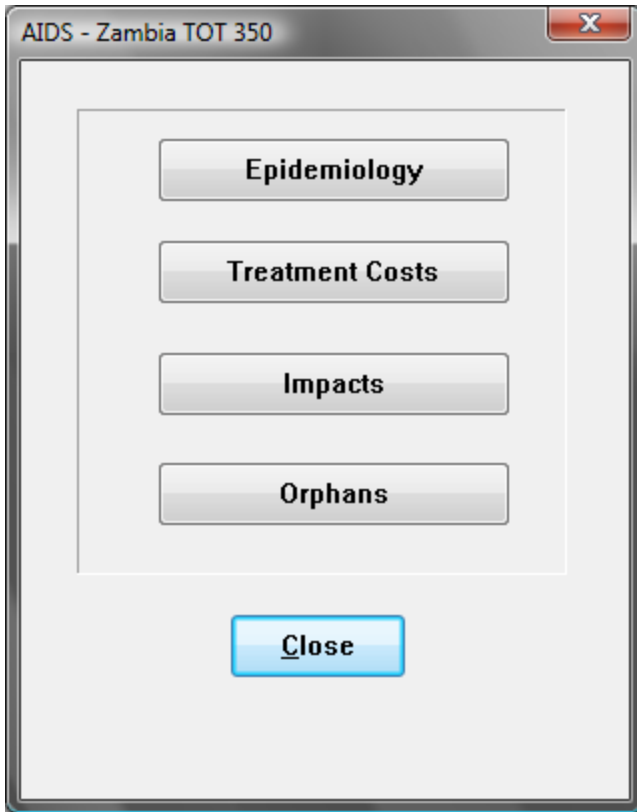 AIDS - Zambia TOT 350
Epidemiology
Treatment Costs
Impacts
Orphans
Close